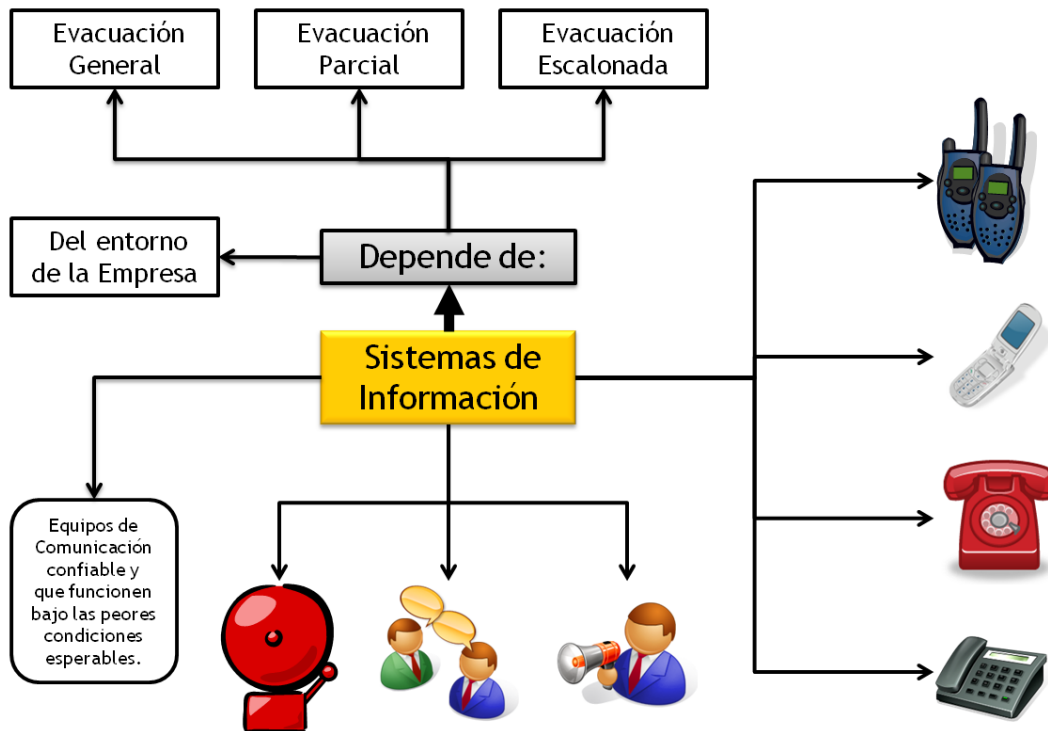 Evacuación
General
Evacuación
Parcial
Evacuación
Escalonada
Del entorno
de la Empresa
Depende de:
Sistemas de
Información
Equipos de
Comunicación
confiable y
que funcionen
bajo las peores
condiciones
esperables.